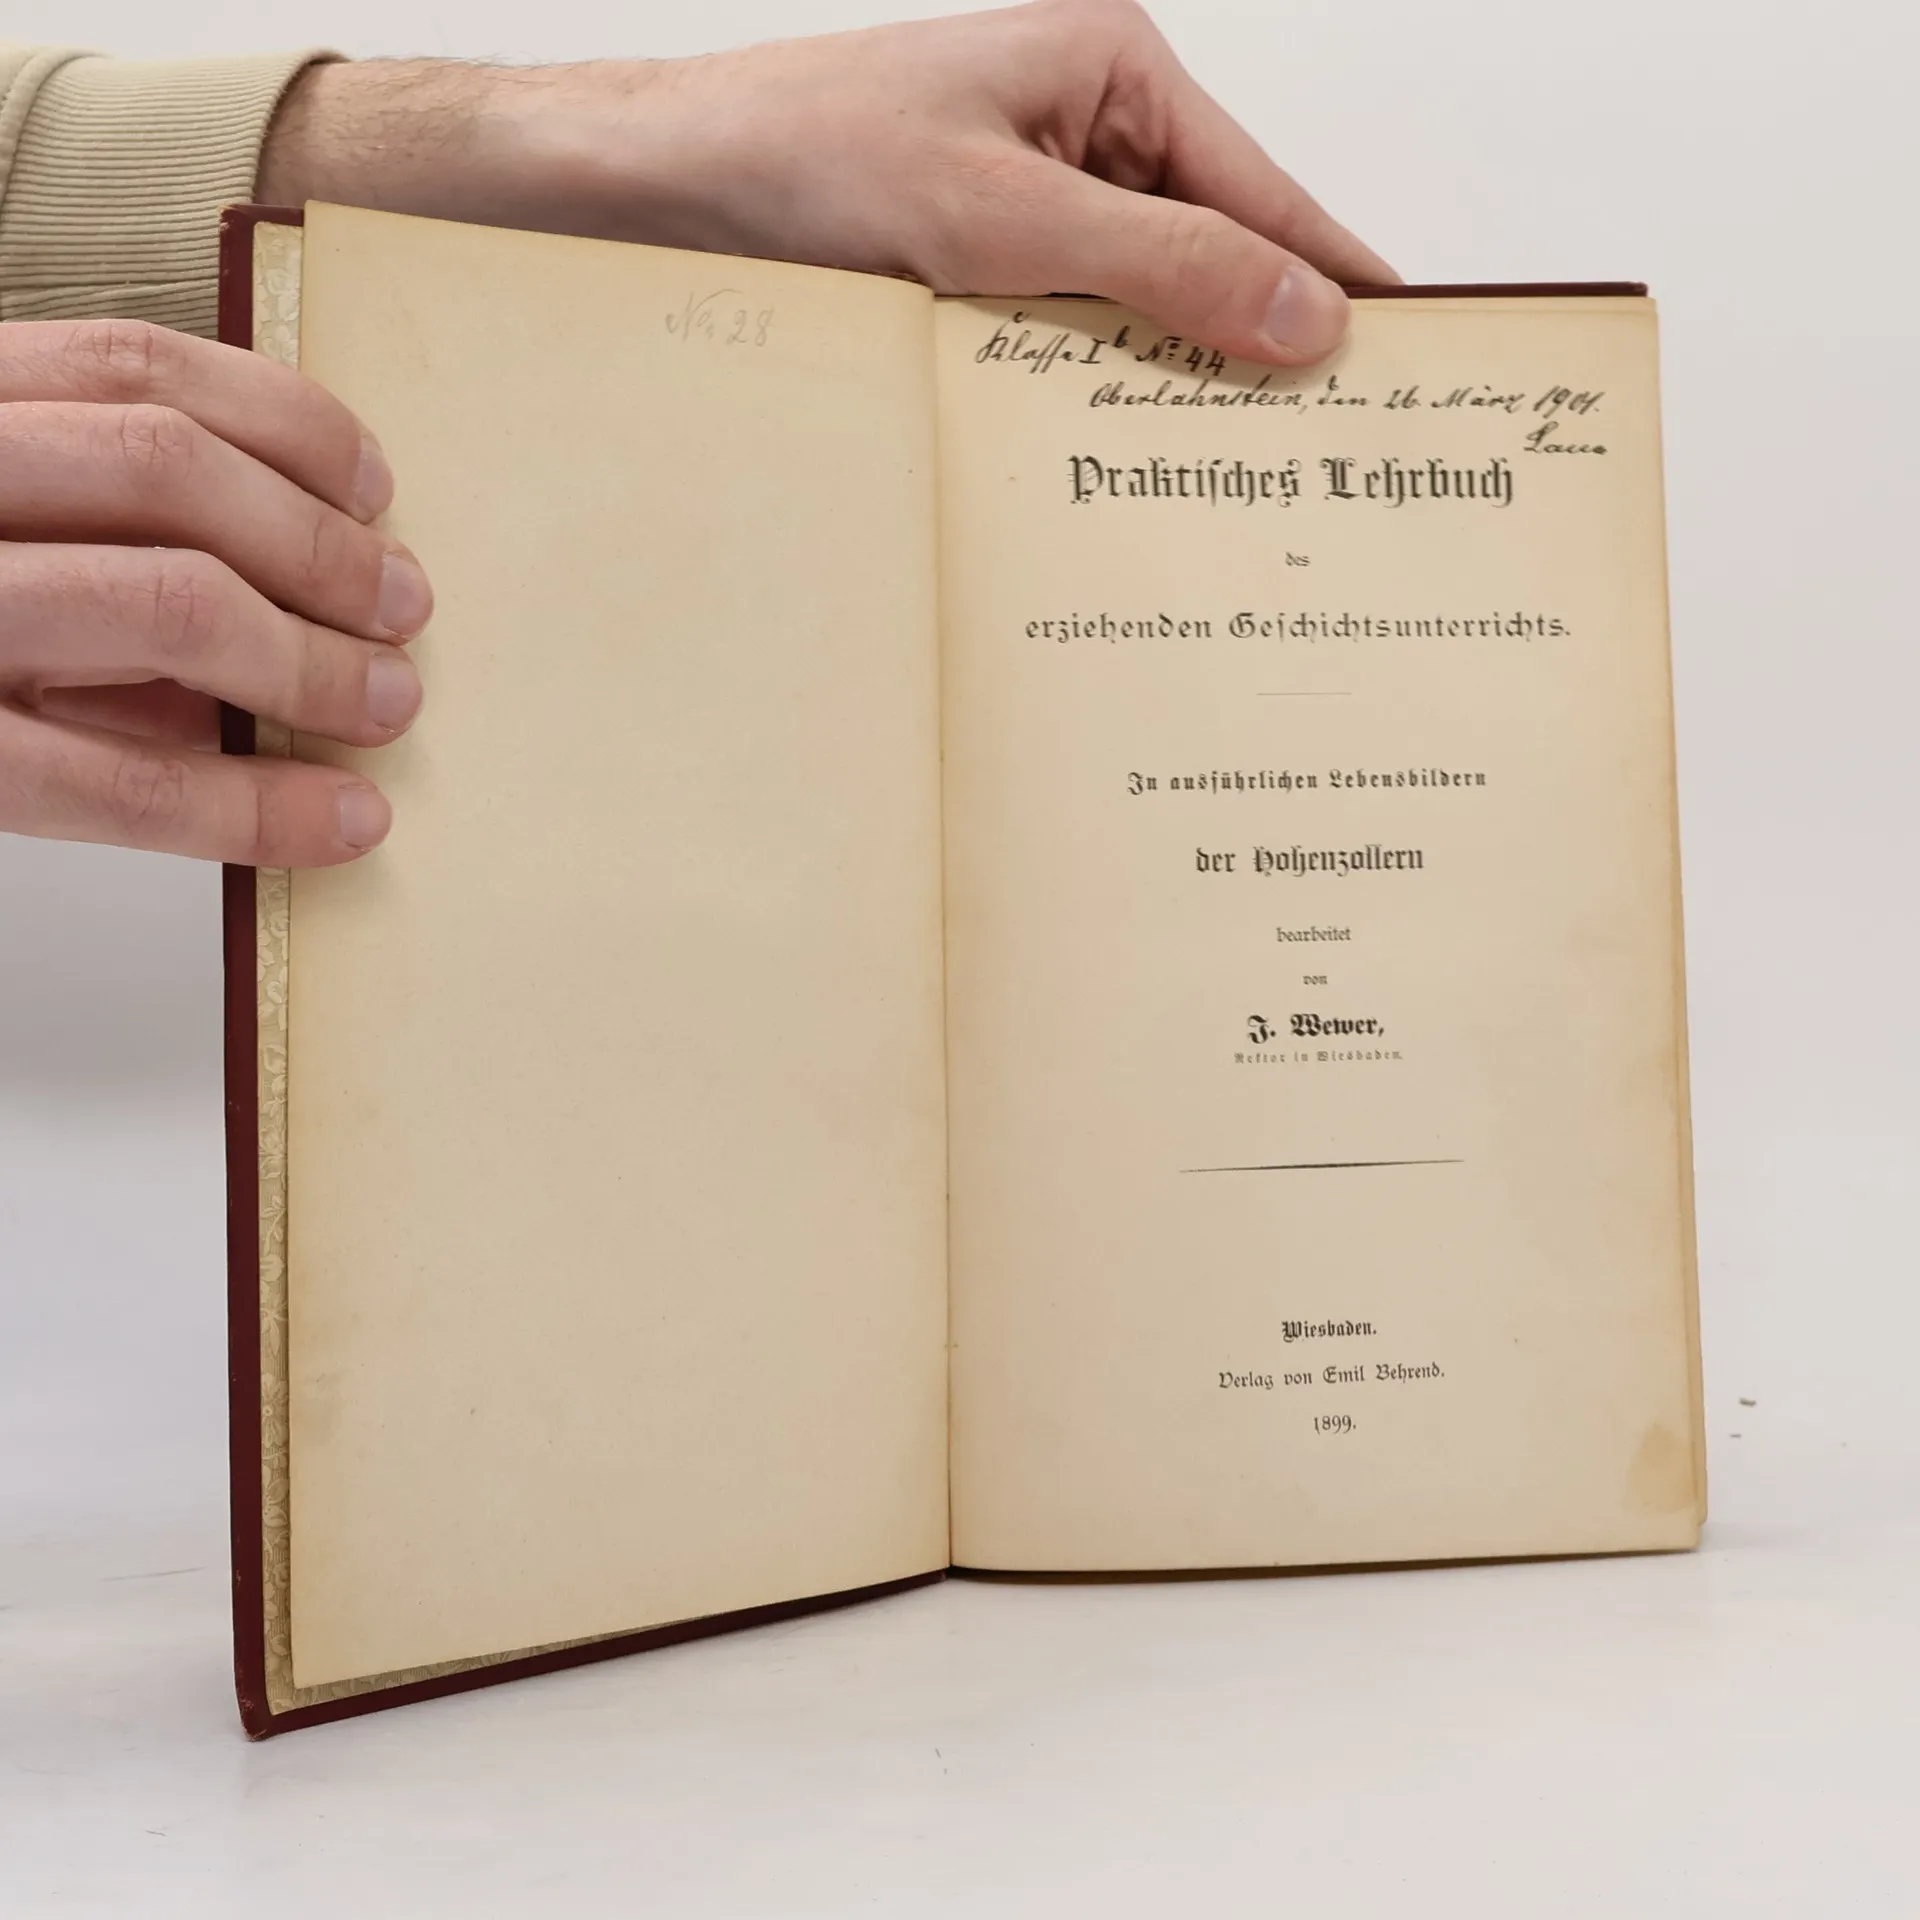 No. 28
Klasse I b No. 44
Oberlahnstein, den 26. März 1901.
Praktisches Lehrbuch
des
erziehenden Geschichtsunterrichts.
In ausführlichen Lebensbildern
der Hohenzollern
bearbeitet
von
J. Wewer,
Rektor in Wiesbaden.
Wiesbaden.
Verlag von Emil Behrend.
1899.